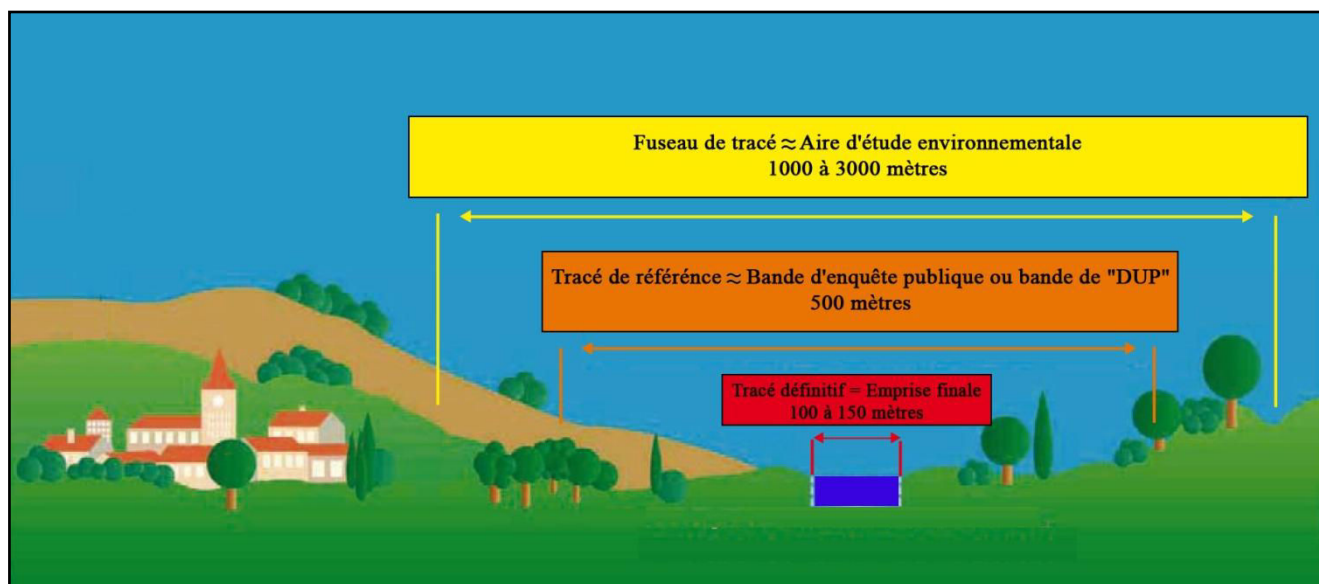 Fuseau de tracé ≈ Aire d'étude environnementale
1000 à 3000 mètres
Tracé de référénce ≈ Bande d'enquête publique ou bande de "DUP"
500 mètres
Tracé définitif = Emprise finale
100 à 150 mètres